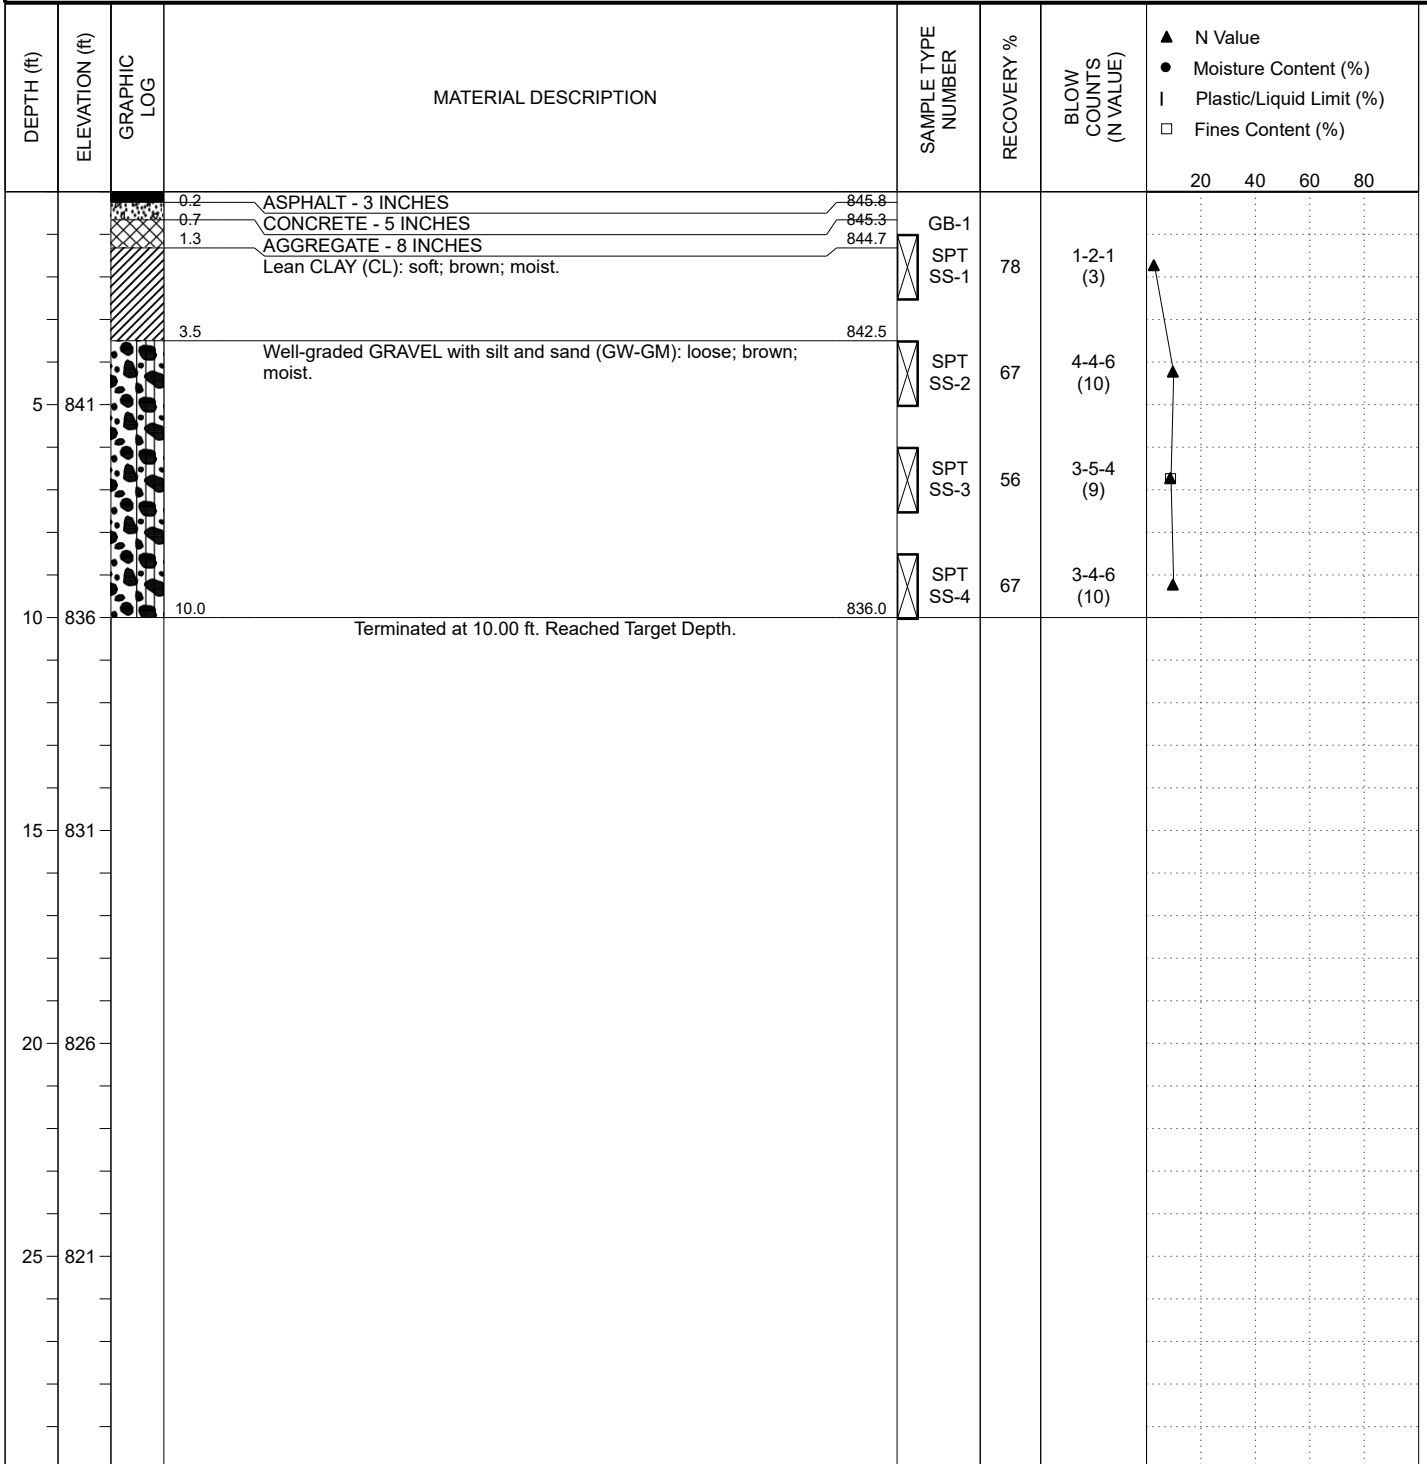 DEPTH (ft)
ELEVATION (ft)
GRAPHIC
LOG
MATERIAL DESCRIPTION
SAMPLE TYPE
NUMBER
RECOVERY %
BLOW
COUNTS
(N VALUE)
N Value
Moisture Content (%)
Plastic/Liquid Limit (%)
Fines Content (%)
20 40 60 80
0.2 ASPHALT - 3 INCHES 845.8
0.7 CONCRETE - 5 INCHES 845.3
GB-1
1.3 AGGREGATE - 8 INCHES 844.7
Lean CLAY (CL): soft; brown; moist.
SPT
SS-1
78
1-2-1
(3)
3.5 842.5
Well-graded GRAVEL with silt and sand (GW-GM): loose; brown;
moist.
SPT
SS-2
67
4-4-6
(10)
5 841
SPT
SS-3
56
3-5-4
(9)
SPT
SS-4
67
3-4-6
(10)
10.0 836.0
10 836
Terminated at 10.00 ft. Reached Target Depth.
15 831
20 826
25 821